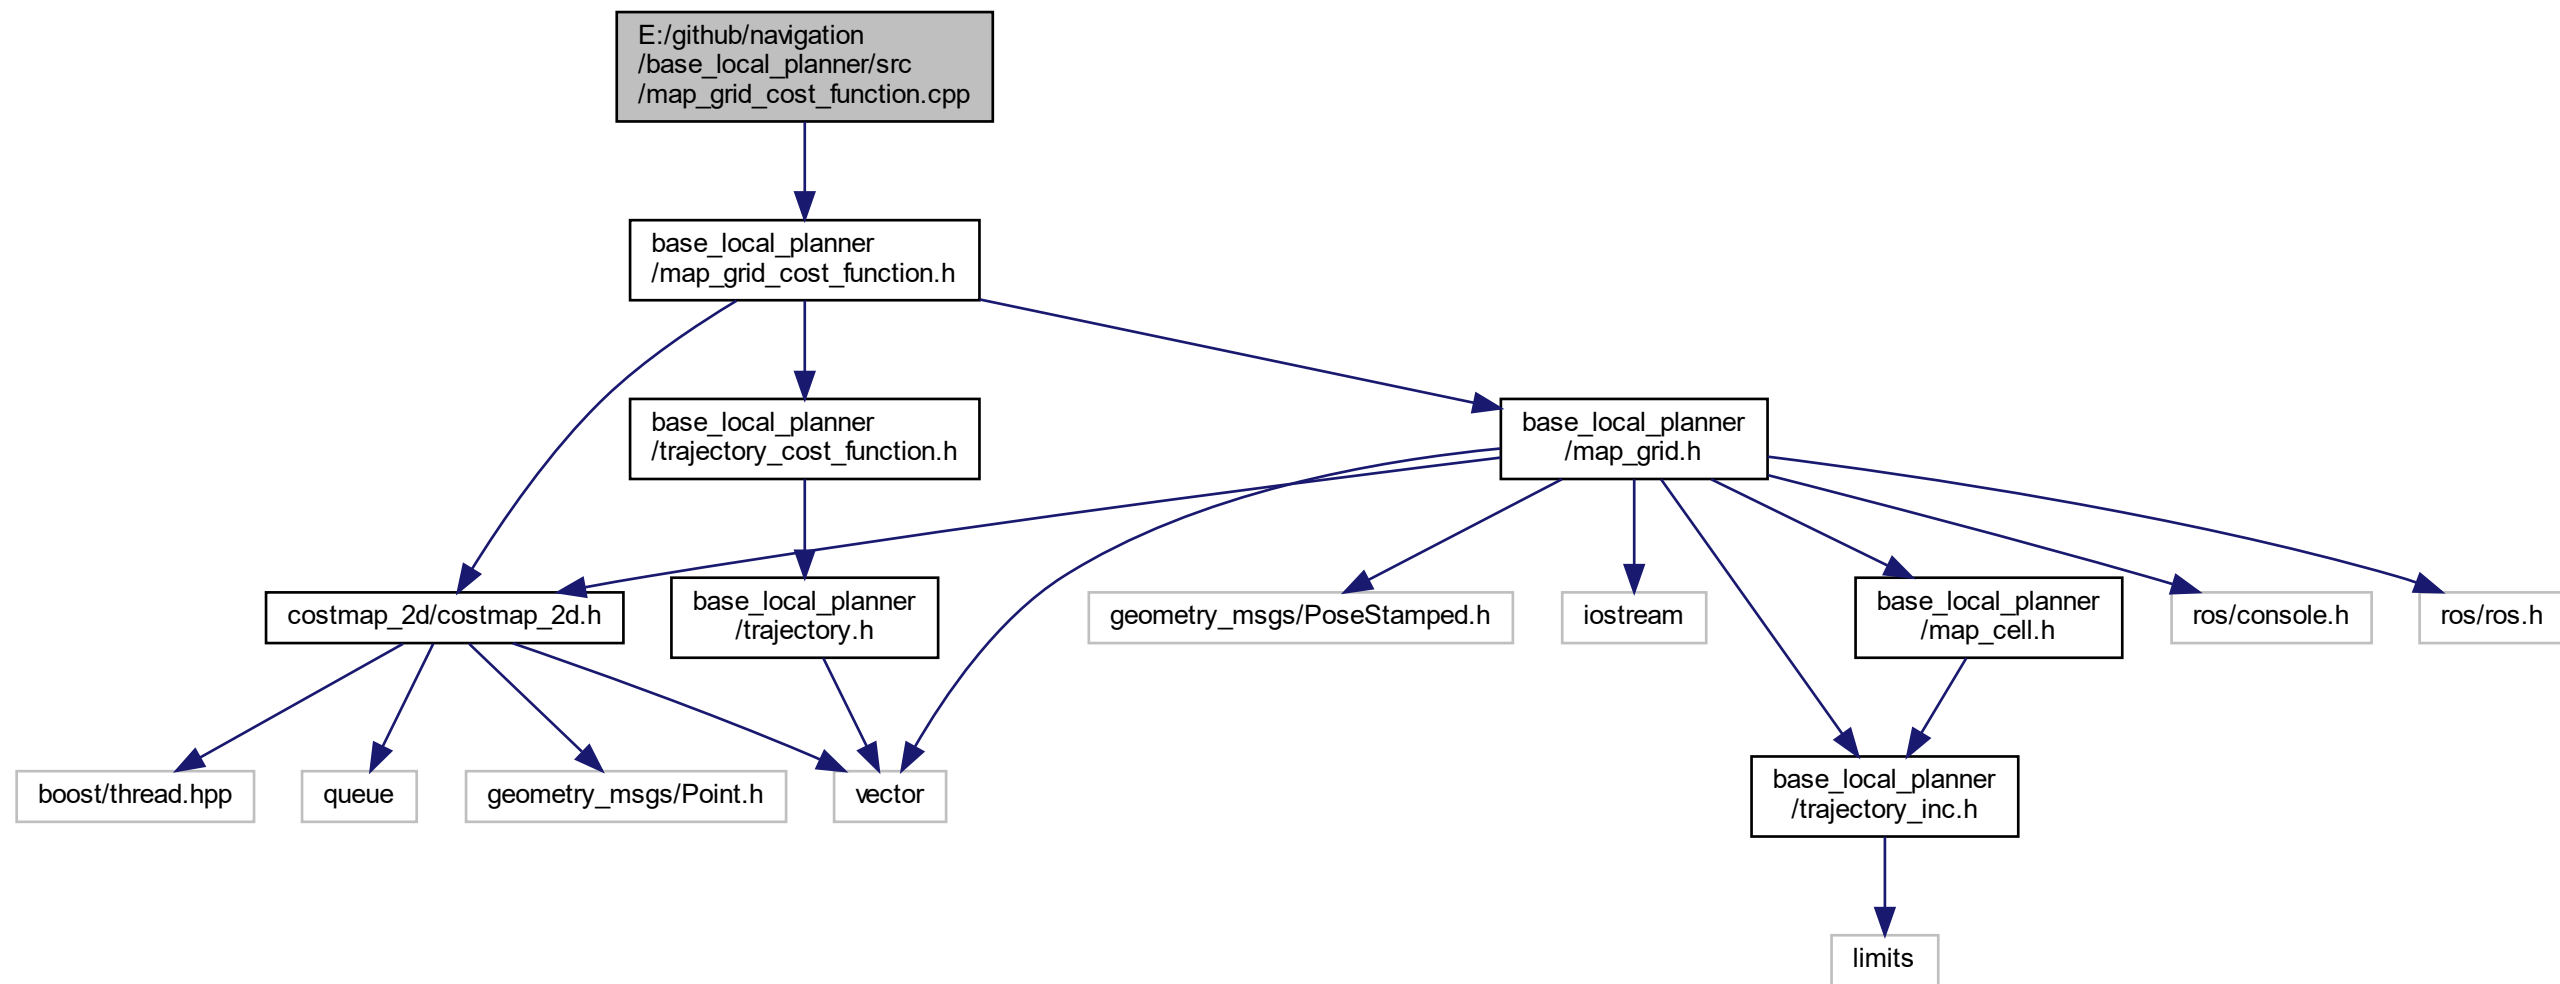 E:/github/navigation
/base_local_planner/src
/map_grid_cost_function.cpp
base_local_planner
/map_grid_cost_function.h
base_local_planner
/trajectory_cost_function.h
base_local_planner
/map_grid.h
costmap_2d/costmap_2d.h
base_local_planner
/trajectory.h
geometry_msgs/PoseStamped.h
iostream
base_local_planner
/map_cell.h
ros/console.h
ros/ros.h
boost/thread.hpp
queue
geometry_msgs/Point.h
vector
base_local_planner
/trajectory_inc.h
limits